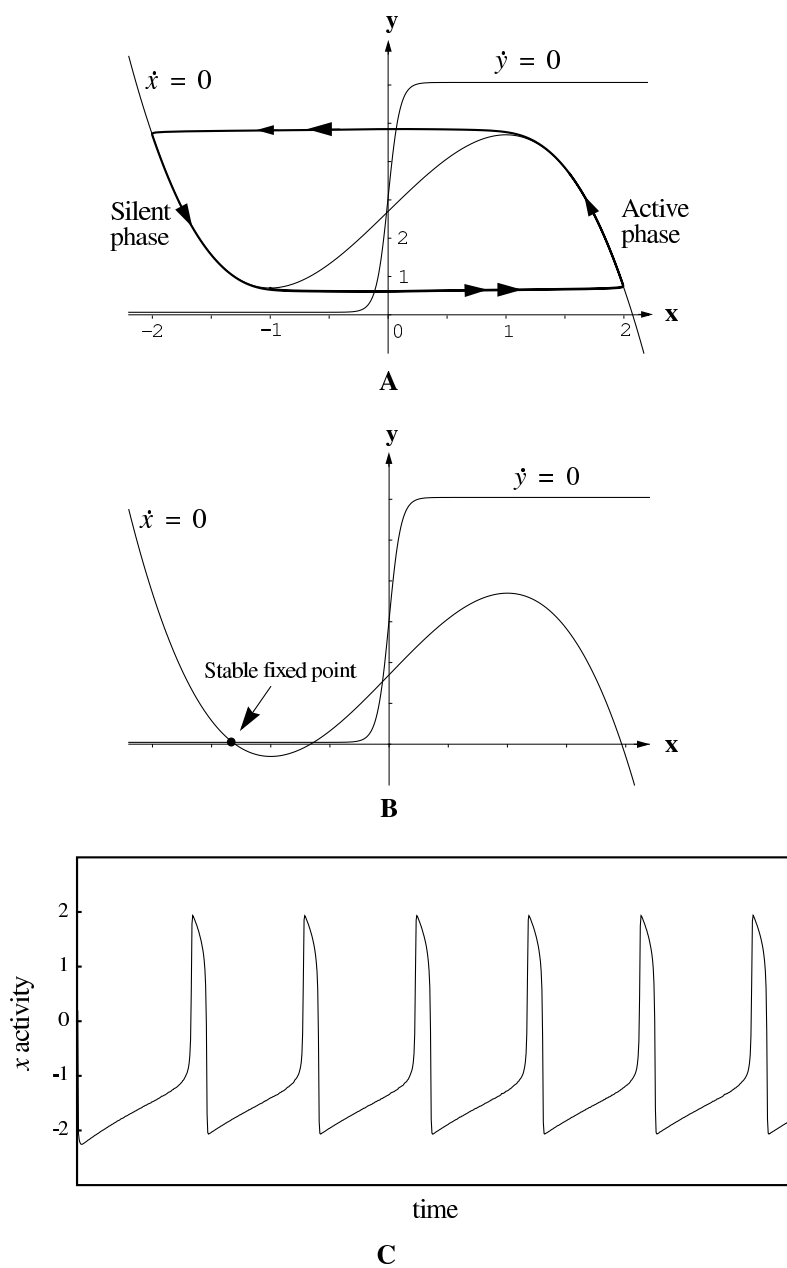 y
ẏ = 0
ẋ = 0
Silent
phase
Active
phase
2
1
x
-2
-1
0
1
2
A
y
ẏ = 0
ẋ = 0
Stable fixed point
x
B
2
1
0
-1
-2
x activity
time
C